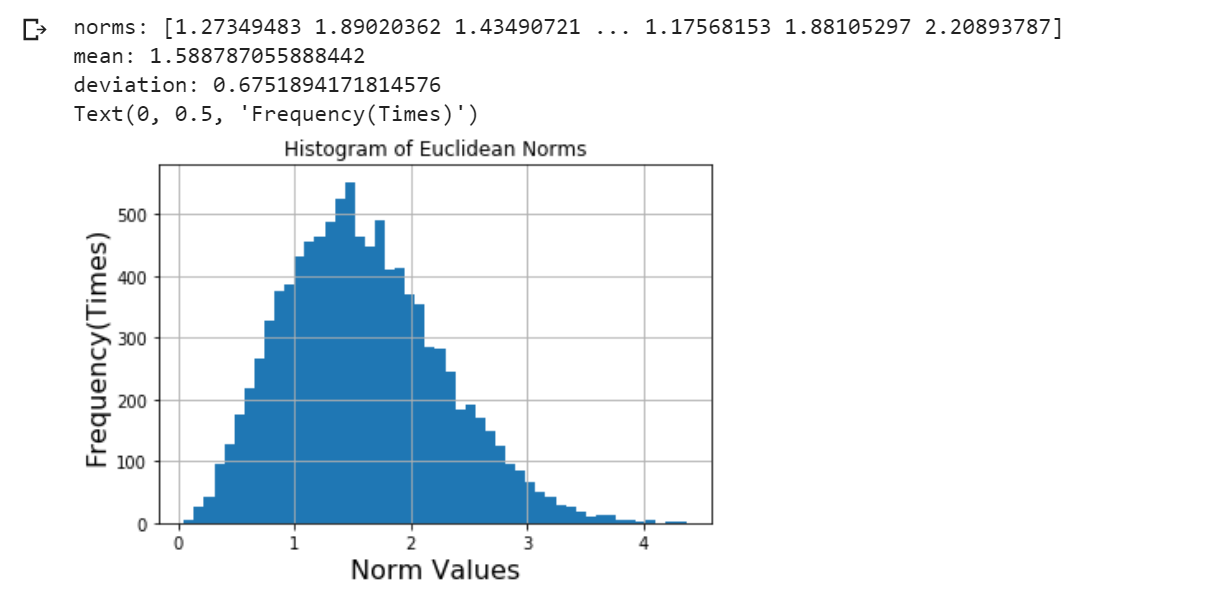 norms: [1.27349483 1.89020362 1.43490721 ... 1.17568153 1.88105297 2.20893787]
mean: 1.588787055888442
deviation: 0.6751894171814576
Text(0, 0.5, 'Frequency(Times)')
Histogram of Euclidean Norms
500
400
300
200
100
0
Frequency(Times)
0 1 2 3 4
Norm Values